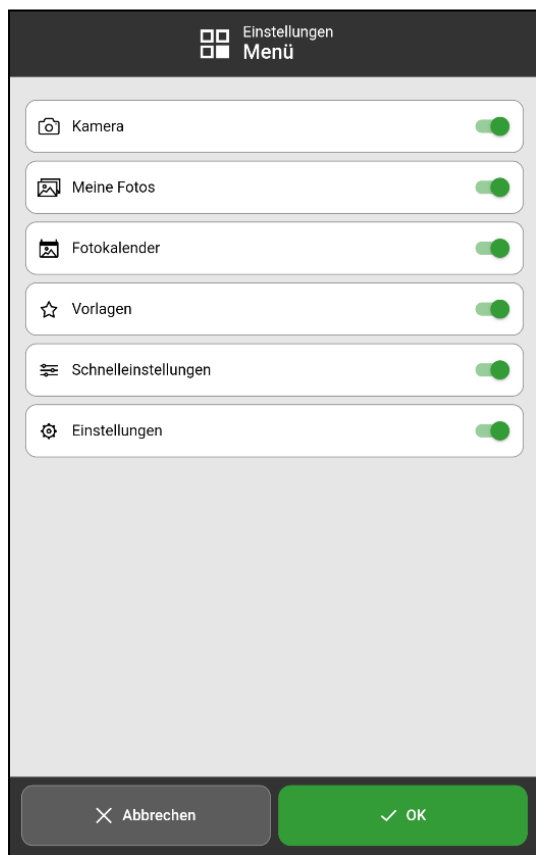 Einstellungen
Menü
Kamera
Meine Fotos
Fotokalender
Vorlagen
Schnelleinstellungen
Einstellungen
Abbrechen
OK